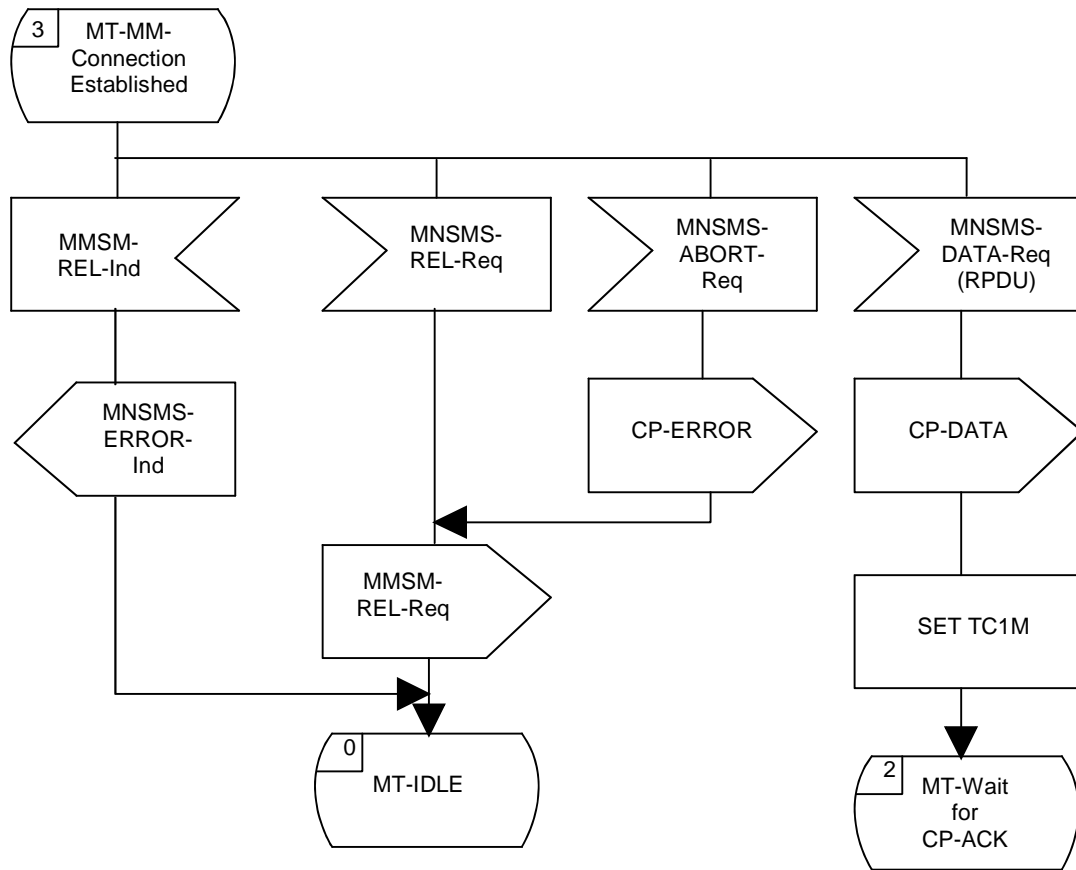 3
MT-MM-
Connection
Established
MMSM-
REL-Ind
MNSMS-
REL-Req
MNSMS-
ABORT-
Req
MNSMS-
DATA-Req
(RPDU)
MNSMS-
ERROR-
Ind
CP-ERROR
CP-DATA
MMSM-
REL-Req
SET TC1M
0
MT-IDLE
2
MT-Wait
for
CP-ACK